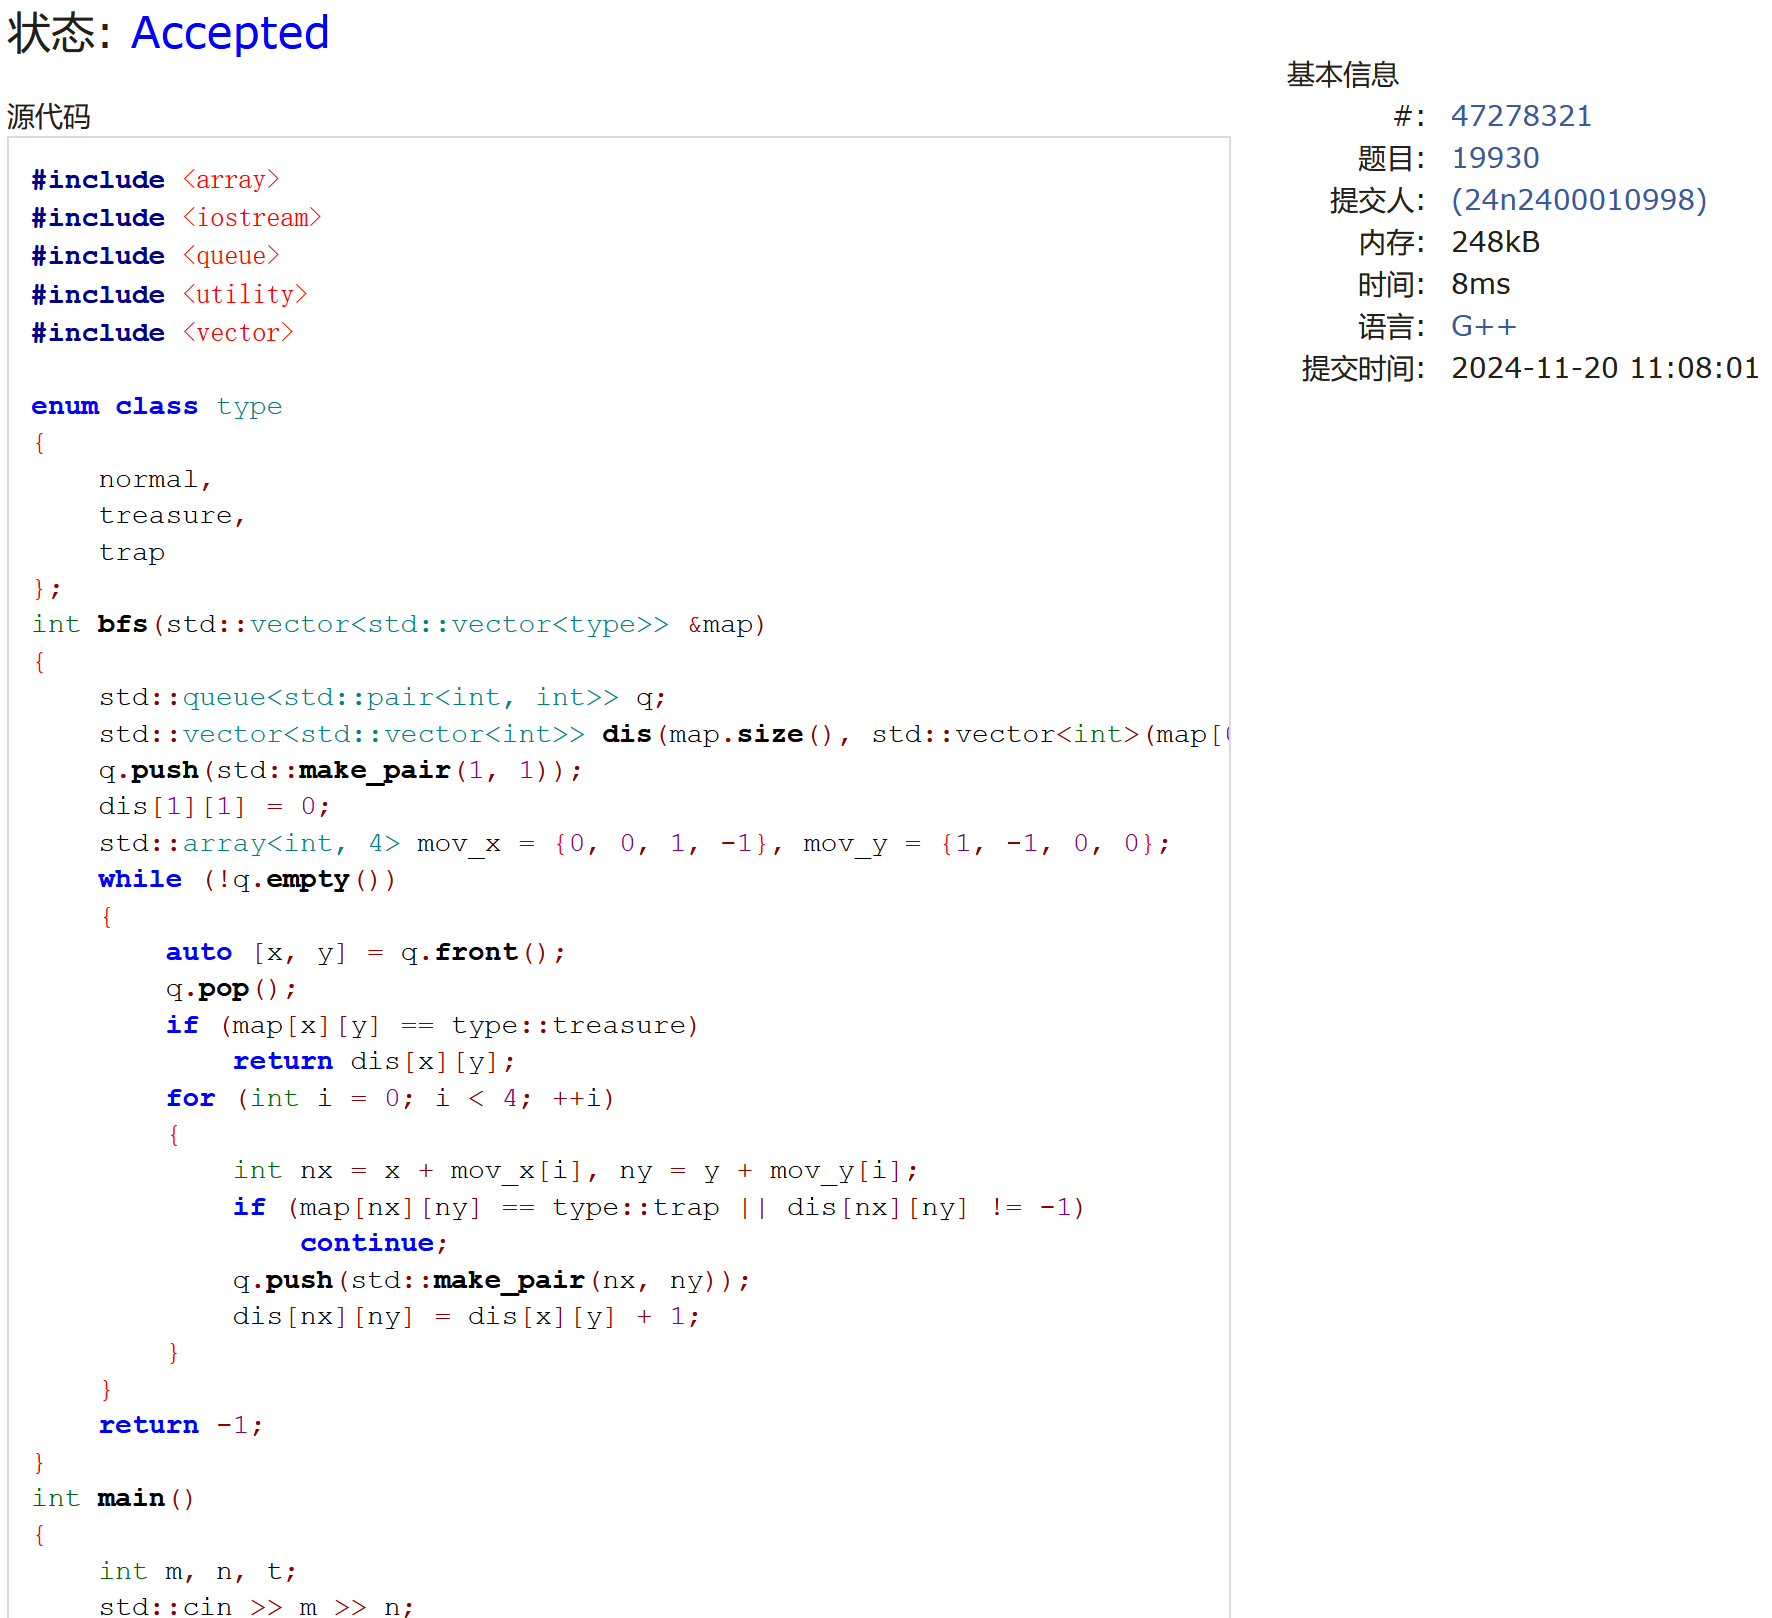 状态: Accepted
源代码
#include <array>
#include <iostream>
#include <queue>
#include <utility>
#include <vector>
enum class type
{
    normal,
    treasure,
    trap
};
int bfs(std::vector<std::vector<type>> &map)
{
    std::queue<std::pair<int, int>> q;
    std::vector<std::vector<int>> dis(map.size(), std::vector<int>(map[
    q.push(std::make_pair(1, 1));
    dis[1][1] = 0;
    std::array<int, 4> mov_x = {0, 0, 1, -1}, mov_y = {1, -1, 0, 0};
    while (!q.empty())
    {
        auto [x, y] = q.front();
        q.pop();
        if (map[x][y] == type::treasure)
            return dis[x][y];
        for (int i = 0; i < 4; ++i)
        {
            int nx = x + mov_x[i], ny = y + mov_y[i];
            if (map[nx][ny] == type::trap || dis[nx][ny] != -1)
                continue;
            q.push(std::make_pair(nx, ny));
            dis[nx][ny] = dis[x][y] + 1;
        }
    }
    return -1;
}
int main()
{
    int m, n, t;
    std::cin >> m >> n;
基本信息
#: 47278321
题目: 19930
提交人: (24n2400010998)
内存: 248kB
时间: 8ms
语言: G++
提交时间: 2024-11-20 11:08:01